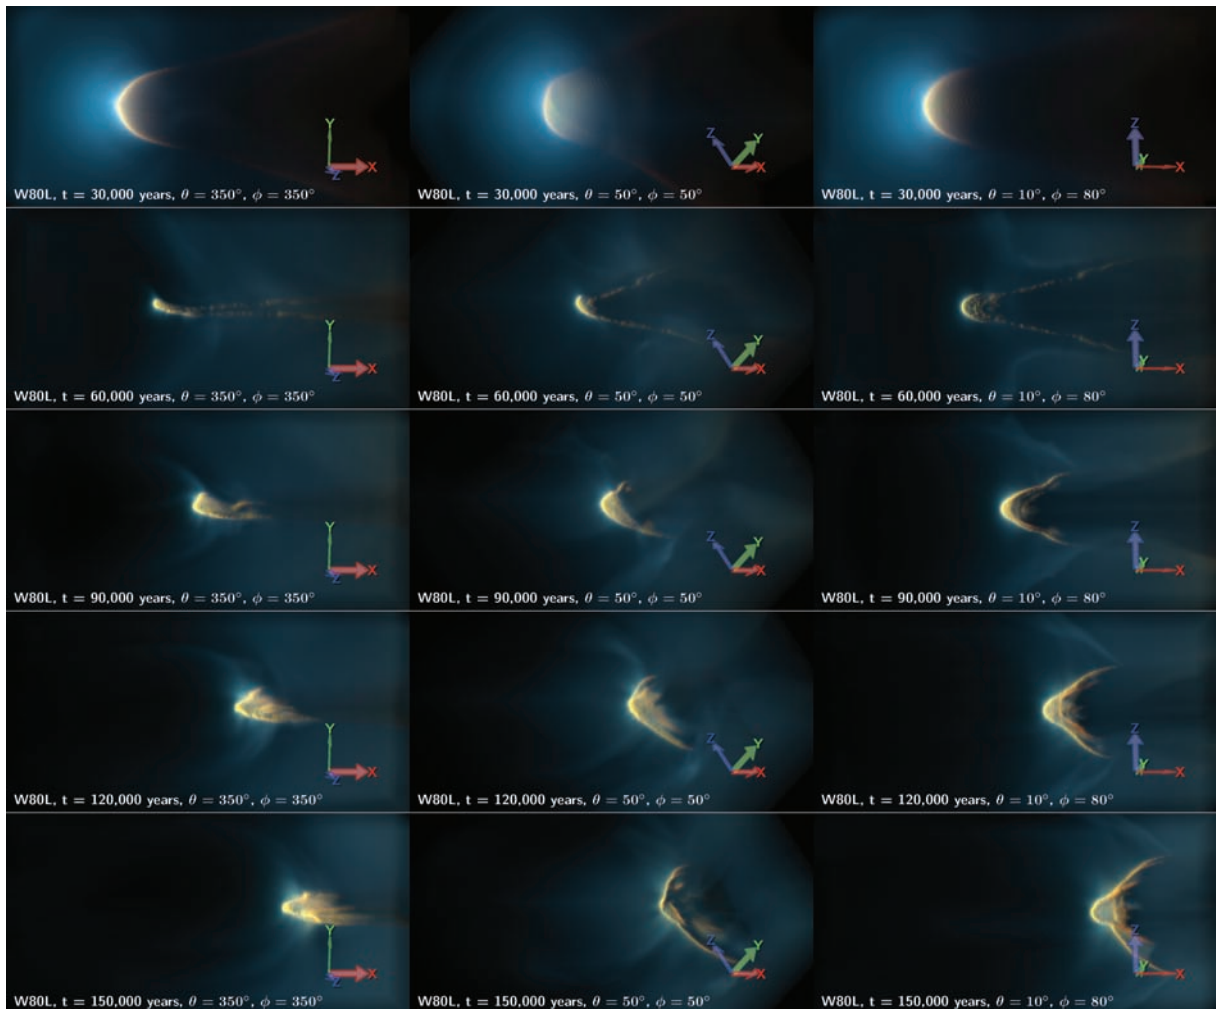 Y
X
Z
W80L, t = 30,000 years, θ = 350°, ϕ = 350°
Z
Y
X
W80L, t = 30,000 years, θ = 50°, ϕ = 50°
Z
Y
X
W80L, t = 30,000 years, θ = 10°, ϕ = 80°
Y
X
Z
W80L, t = 60,000 years, θ = 350°, ϕ = 350°
Z
Y
X
W80L, t = 60,000 years, θ = 50°, ϕ = 50°
Z
Y
X
W80L, t = 60,000 years, θ = 10°, ϕ = 80°
Y
X
Z
W80L, t = 90,000 years, θ = 350°, ϕ = 350°
Z
Y
X
W80L, t = 90,000 years, θ = 50°, ϕ = 50°
Z
Y
X
W80L, t = 90,000 years, θ = 10°, ϕ = 80°
Y
X
Z
W80L, t = 120,000 years, θ = 350°, ϕ = 350°
Z
Y
X
W80L, t = 120,000 years, θ = 50°, ϕ = 50°
Z
Y
X
W80L, t = 120,000 years, θ = 10°, ϕ = 80°
Y
X
Z
W80L, t = 150,000 years, θ = 350°, ϕ = 350°
Z
Y
X
W80L, t = 150,000 years, θ = 50°, ϕ = 50°
Z
Y
X
W80L, t = 150,000 years, θ = 10°, ϕ = 80°